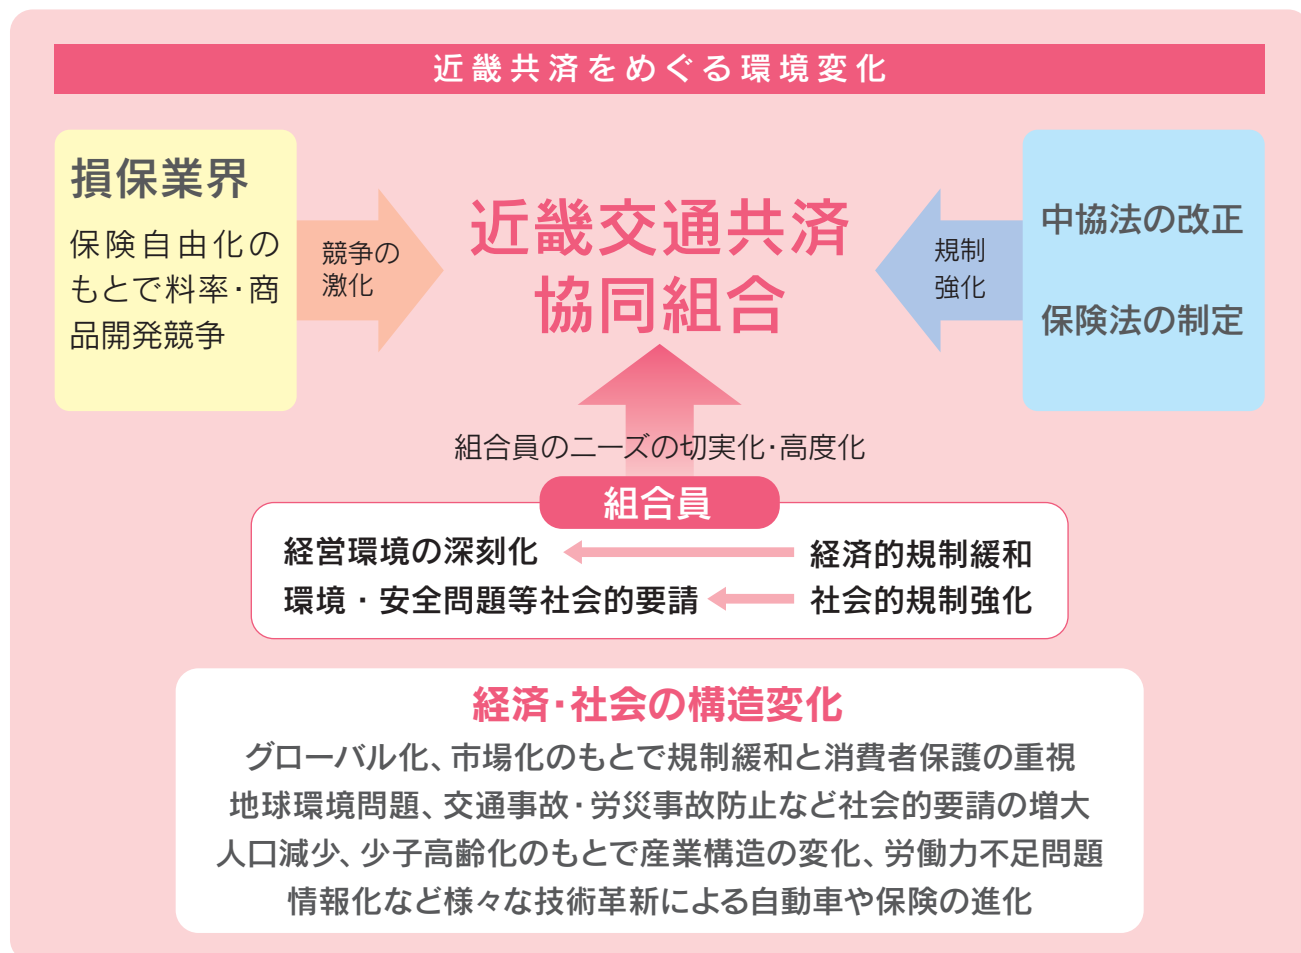 近畿共済をめぐる環境変化
損保業界
保険自由化の
もとで料率･商
品開発競争
競争の
激化
近畿交通共済
協同組合
規制
強化
中協法の改正
保険法の制定
組合員のニーズの切実化･高度化
組合員
経営環境の深刻化
経済的規制緩和
環境・安全問題等社会的要請
社会的規制強化
経済･社会の構造変化
グローバル化、市場化のもとで規制緩和と消費者保護の重視
地球環境問題、交通事故･労災事故防止など社会的要請の増大
人口減少、少子高齢化のもとで産業構造の変化、労働力不足問題
情報化など様々な技術革新による自動車や保険の進化